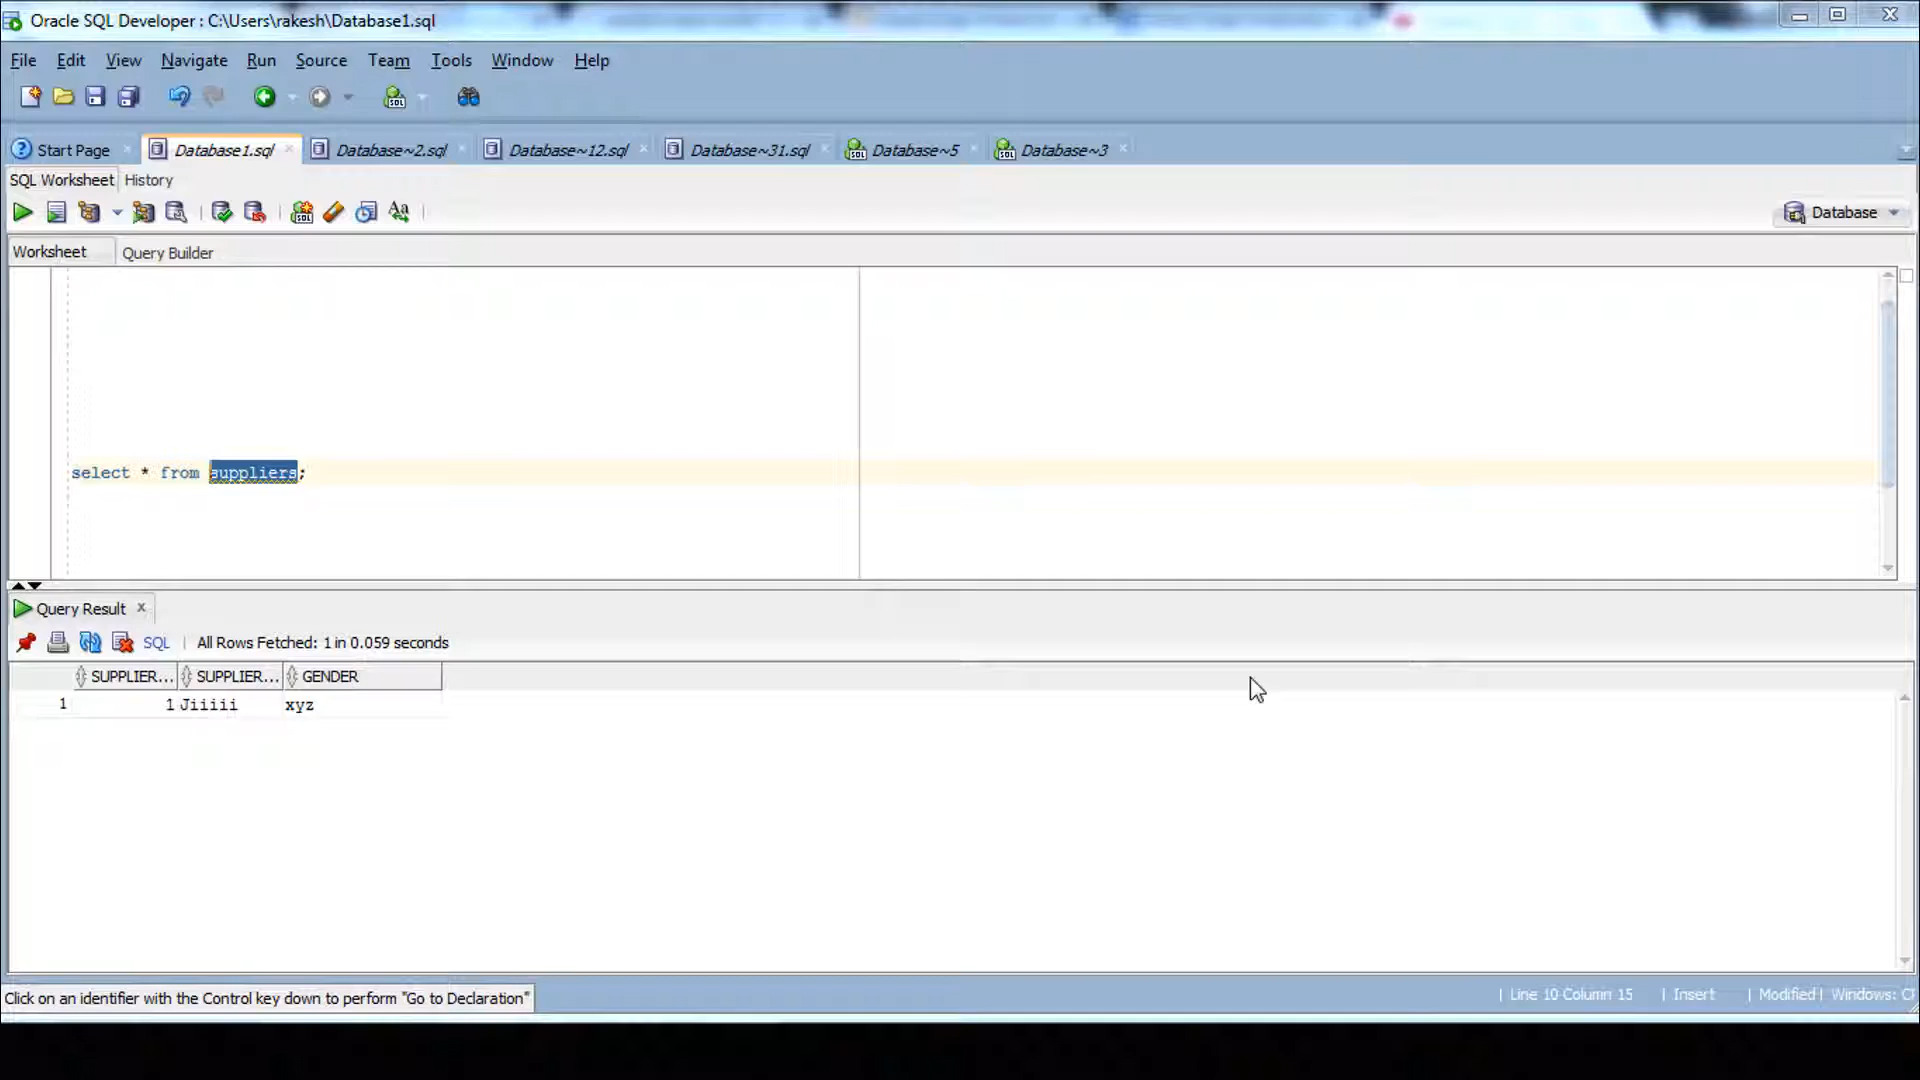 Oracle SQL Developer : C:\Users\rakesh\Database1.sql
File Edit View Navigate Run Source Team Tools Window Help
Start Page Database1.sql Database~2.sql Database~12.sql Database~31.sql Database~5 Database~3
SQL Worksheet History
Database
Worksheet Query Builder
select * from suppliers;
Query Result x
SQL | All Rows Fetched: 1 in 0.059 seconds
SUPPLIER... SUPPLIER... GENDER
1 1 Jiiiii xyz
Click on an identifier with the Control key down to perform "Go to Declaration"
| Line 10 Column 15 | Insert | Modified | Windows: C